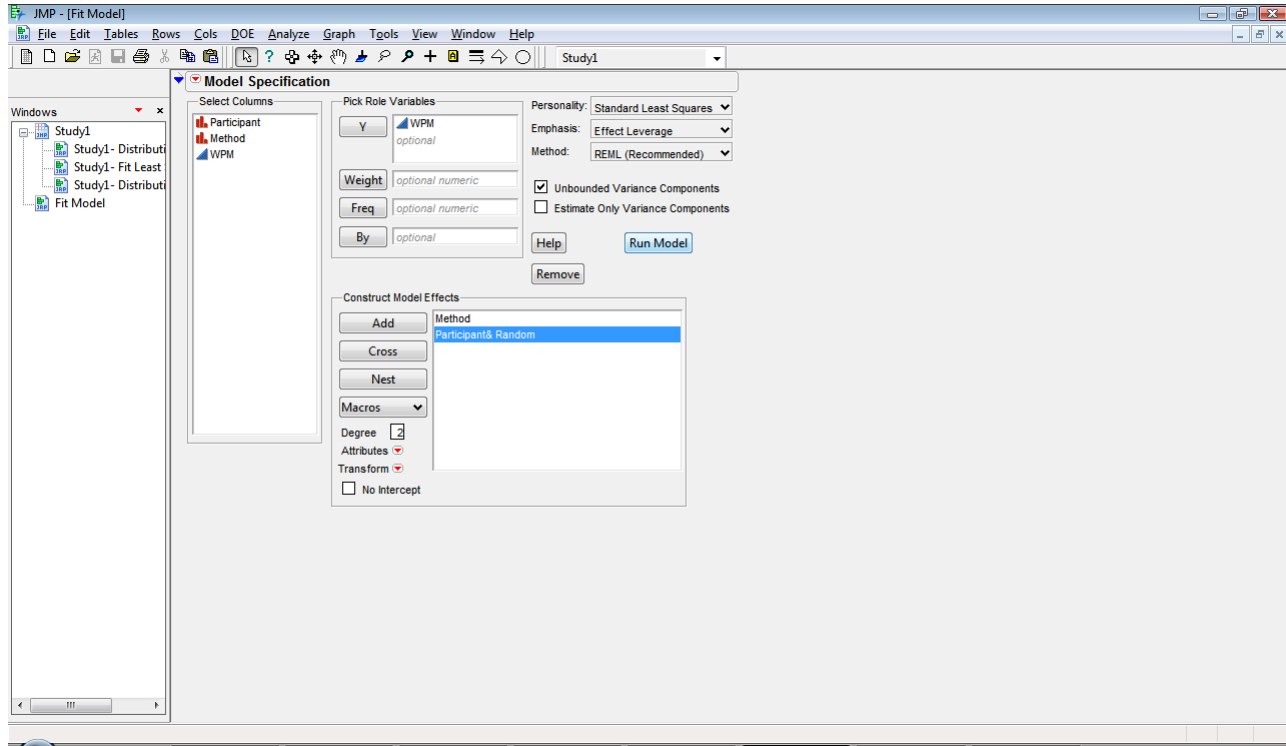 JMP - [Fit Model]
File Edit Tables Rows Cols DOE Analyze Graph Tools View Window Help
Study1
Windows
Study1
Study1- Distributi
Study1- Fit Least
Study1- Distributi
Fit Model
Model Specification
Select Columns
Participant
Method
WPM
Pick Role Variables
Y
WPM
optional
Weight optional numeric
Freq optional numeric
By optional
Personality: Standard Least Squares
Emphasis: Effect Leverage
Method: REML (Recommended)
Unbounded Variance Components
Estimate Only Variance Components
Help Run Model
Remove
Construct Model Effects
Add
Cross
Nest
Macros
Degree 2
Attributes
Transform
No Intercept
Method
Participant& Random